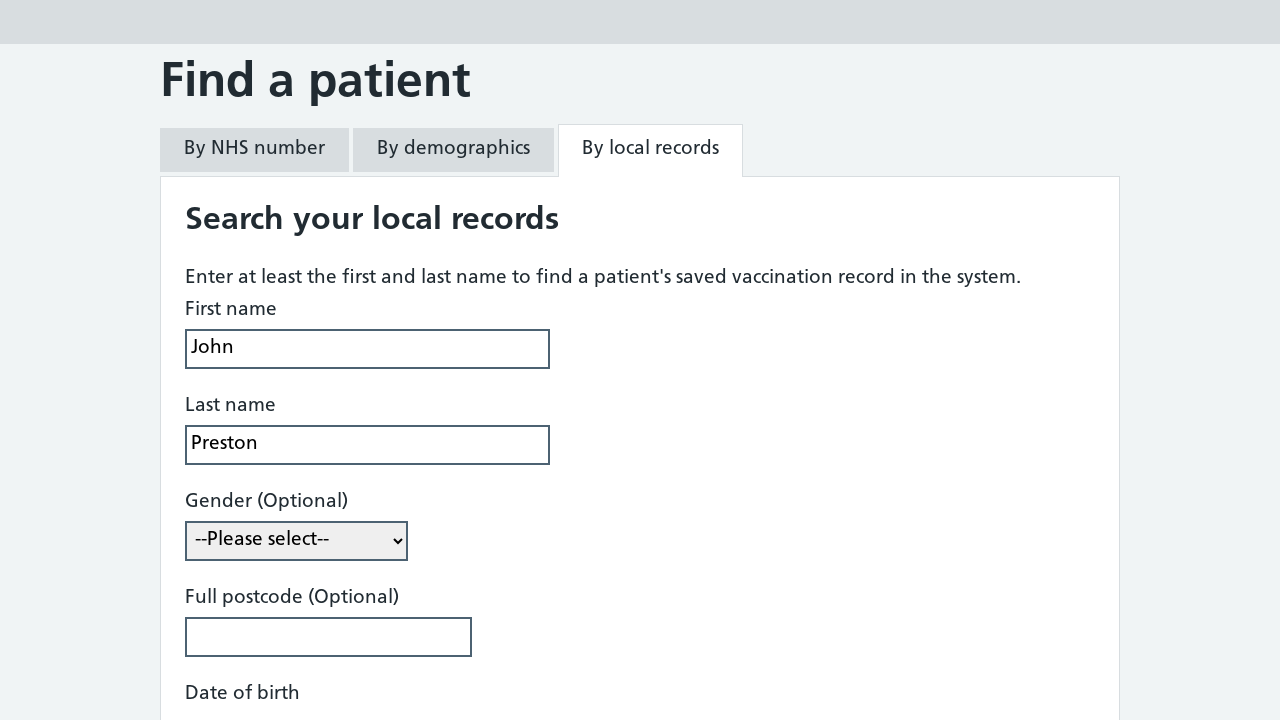 Find a patient
By NHS number
By demographics
By local records
Search your local records
Enter at least the first and last name to find a patient's saved vaccination record in the system.
First name
John
Last name
Preston
Gender (Optional)
--Please select--
Full postcode (Optional)
Date of birth